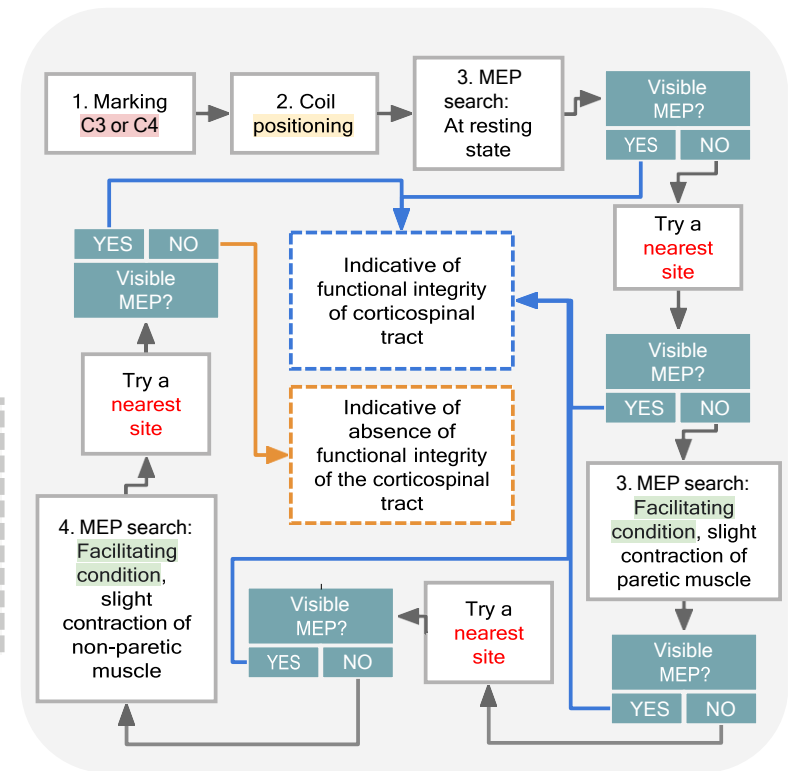 1. Marking
C3 or C4
2. Coil
positioning
3. MEP
search:
At resting
state
Visible
MEP?
YES
NO
Try a
nearest
site
Visible
MEP?
YES
NO
3. MEP search:
Facilitating
condition, slight
contraction of
paretic muscle
Visible
MEP?
YES
NO
Try a
nearest
site
Visible
MEP?
YES
NO
4. MEP search:
Facilitating
condition,
slight
contraction of
non-paretic
muscle
Try a
nearest
site
YES
NO
Visible
MEP?
Indicative of
functional integrity
of corticospinal
tract
Indicative of
absence of
functional integrity
of the corticospinal
tract